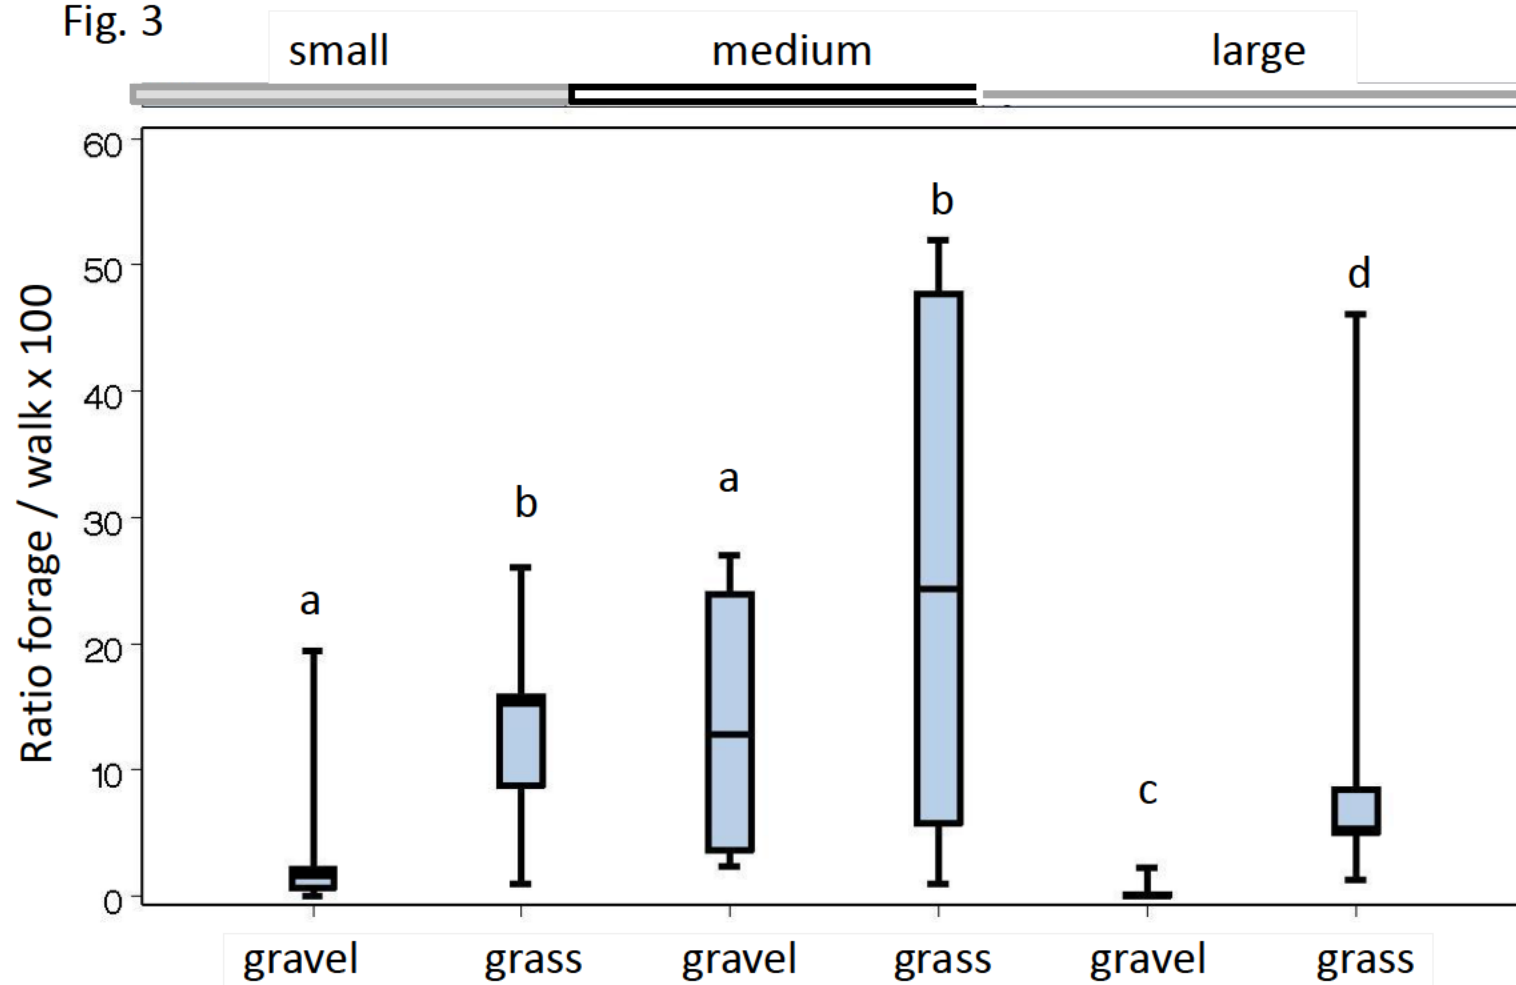 Fig. 3
small medium large
Ratio forage / walk x 100
60
50
40
30
20
10
0
a
b
a
b
c
d
gravel grass gravel grass gravel grass